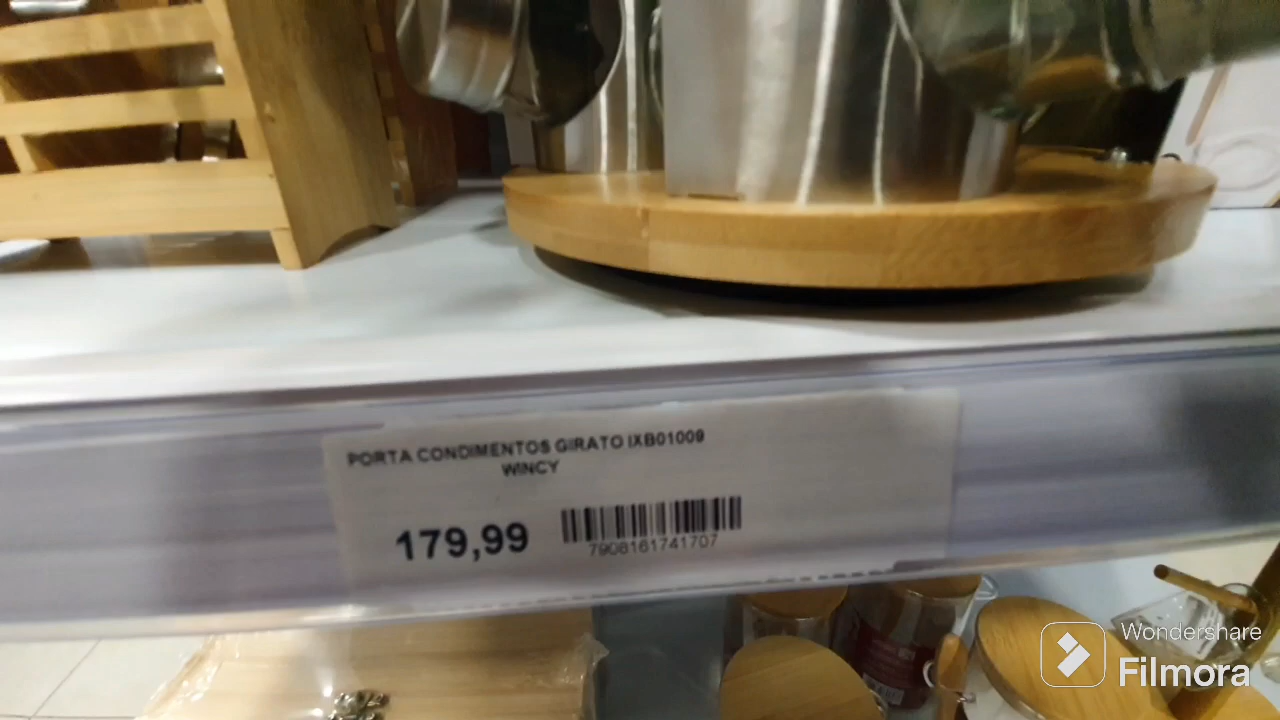 PORTA CONDIMENTOS GIRATO IXB01009
WINCY
179,99
7908161741707
Wondershare
Filmora